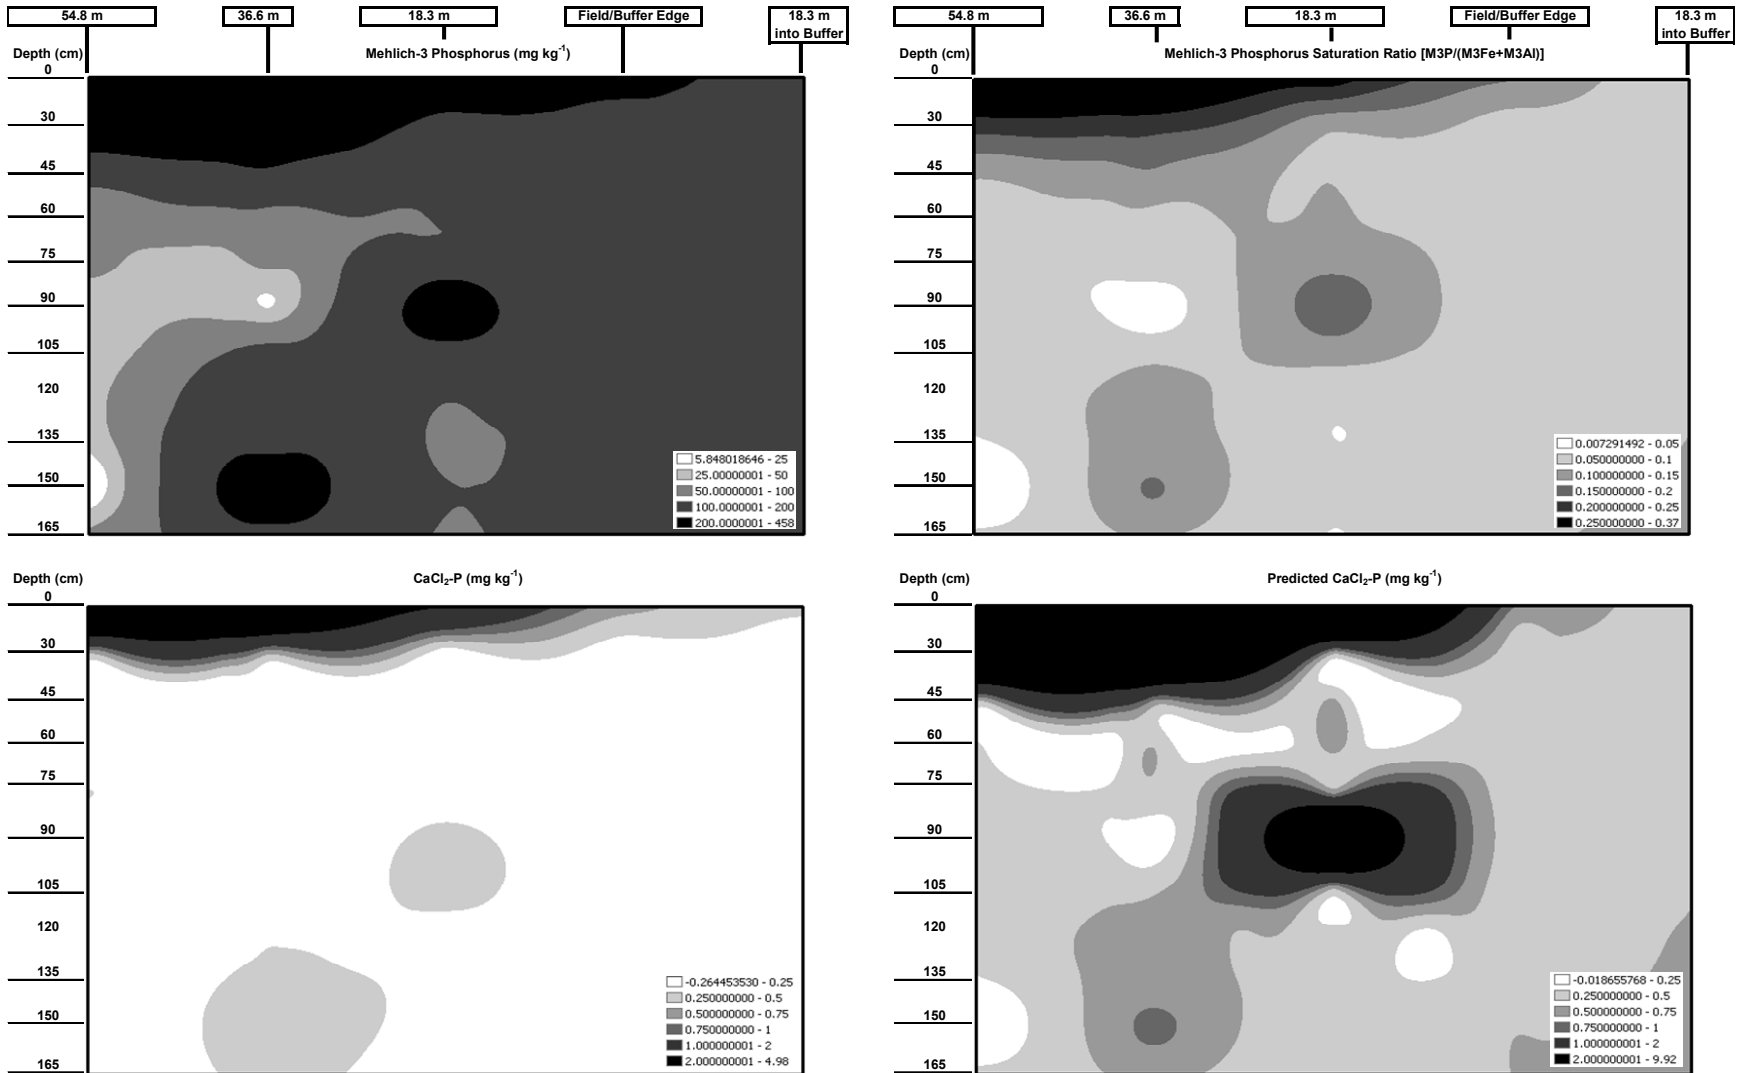 54.8 m
36.6 m
18.3 m
Field/Buffer Edge
18.3 m
into Buffer
Depth (cm)
Mehlich-3 Phosphorus (mg kg⁻¹)
0
30
45
60
75
90
105
120
135
150
165
5.848018646 - 25
25.00000001 - 50
50.00000001 - 100
100.0000001 - 200
200.0000001 - 458
54.8 m
36.6 m
18.3 m
Field/Buffer Edge
18.3 m
into Buffer
Depth (cm)
Mehlich-3 Phosphorus Saturation Ratio [M3P/(M3Fe+M3Al)]
0
30
45
60
75
90
105
120
135
150
165
0.007291492 - 0.05
0.050000000 - 0.1
0.100000000 - 0.15
0.150000000 - 0.2
0.200000000 - 0.25
0.250000000 - 0.37
Depth (cm)
CaCl₂-P (mg kg⁻¹)
0
30
45
60
75
90
105
120
135
150
165
-0.264453530 - 0.25
0.250000000 - 0.5
0.500000000 - 0.75
0.750000000 - 1
1.000000001 - 2
2.000000001 - 4.98
Depth (cm)
Predicted CaCl₂-P (mg kg⁻¹)
0
30
45
60
75
90
105
120
135
150
165
-0.018655768 - 0.25
0.250000000 - 0.5
0.500000000 - 0.75
0.750000000 - 1
1.000000001 - 2
2.000000001 - 9.92